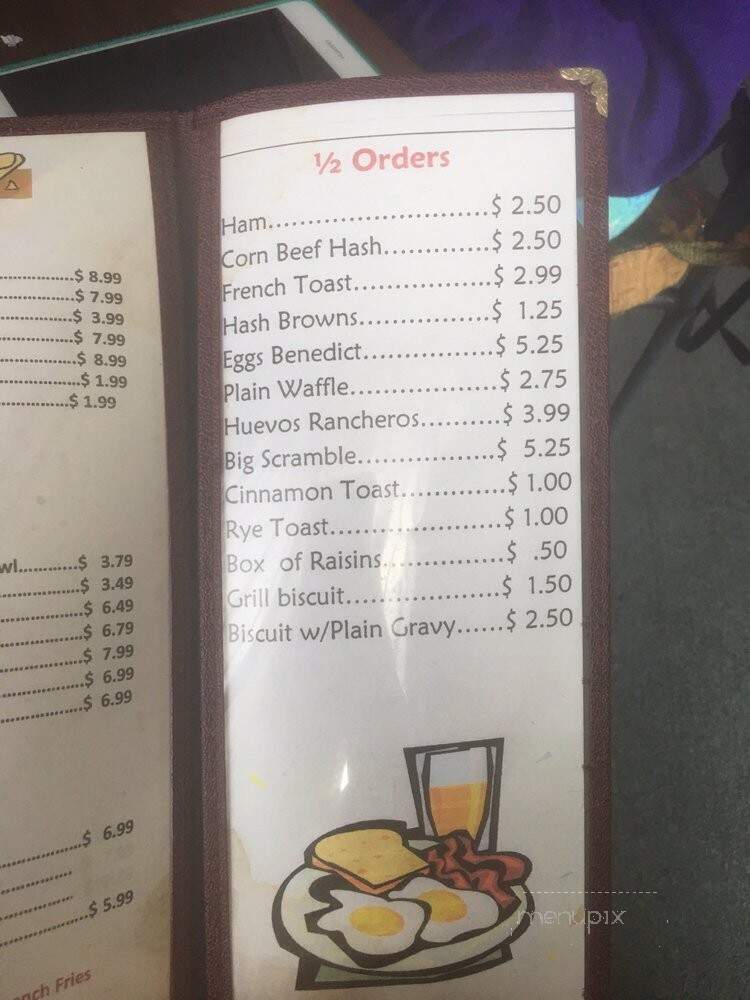 $ 8.99
$ 7.99
$ 3.99
$ 7.99
$ 8.99
$ 1.99
$ 1.99
$ 3.79
$ 3.49
$ 6.49
$ 6.79
$ 7.99
$ 6.99
$ 6.99
$ 6.99
$ 5.99
Fries
½ Orders
Ham............................$ 2.50
Corn Beef Hash.............$ 2.50
French Toast.................$ 2.99
Hash Browns................$ 1.25
Eggs Benedict................$ 5.25
Plain Waffle..................$ 2.75
Huevos Rancheros..........$ 3.99
Big Scramble.................$ 5.25
Cinnamon Toast.............$ 1.00
Rye Toast.....................$ 1.00
Box of Raisins...............$ .50
Grill biscuit...................$ 1.50
Biscuit w/Plain Gravy......$ 2.50
menupix